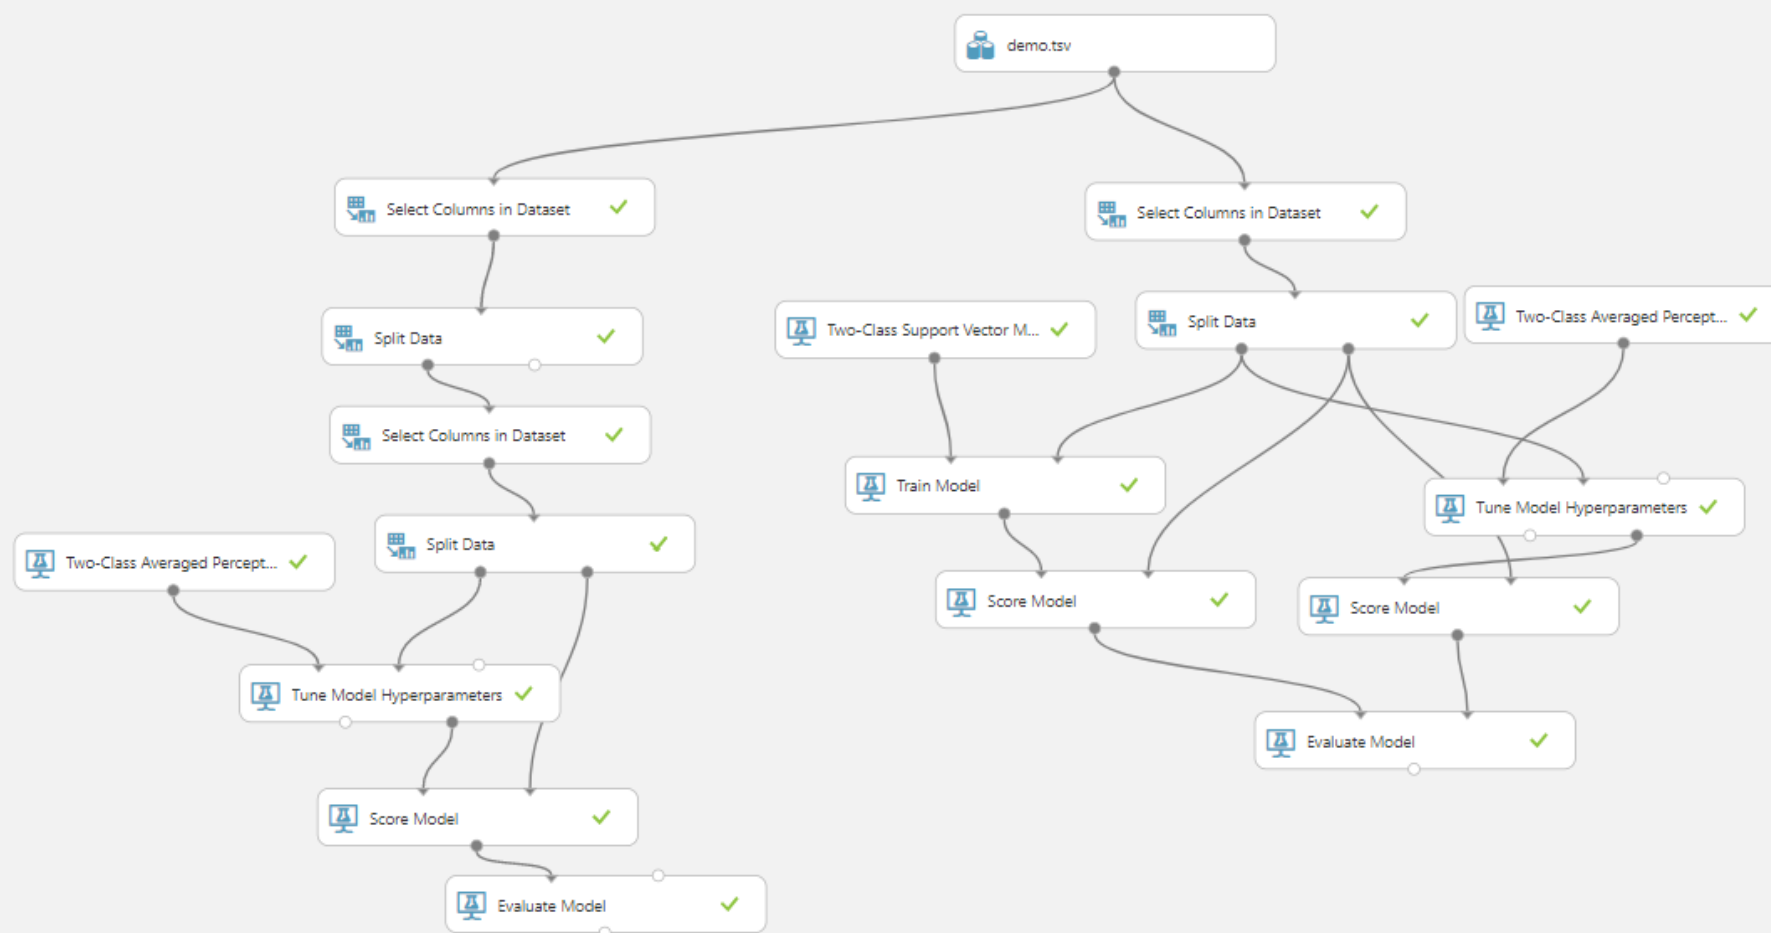 demo.tsv
Select Columns in Dataset
Select Columns in Dataset
Split Data
Two-Class Support Vector M...
Split Data
Two-Class Averaged Percept...
Select Columns in Dataset
Train Model
Tune Model Hyperparameters
Two-Class Averaged Percept...
Split Data
Score Model
Score Model
Tune Model Hyperparameters
Evaluate Model
Score Model
Evaluate Model